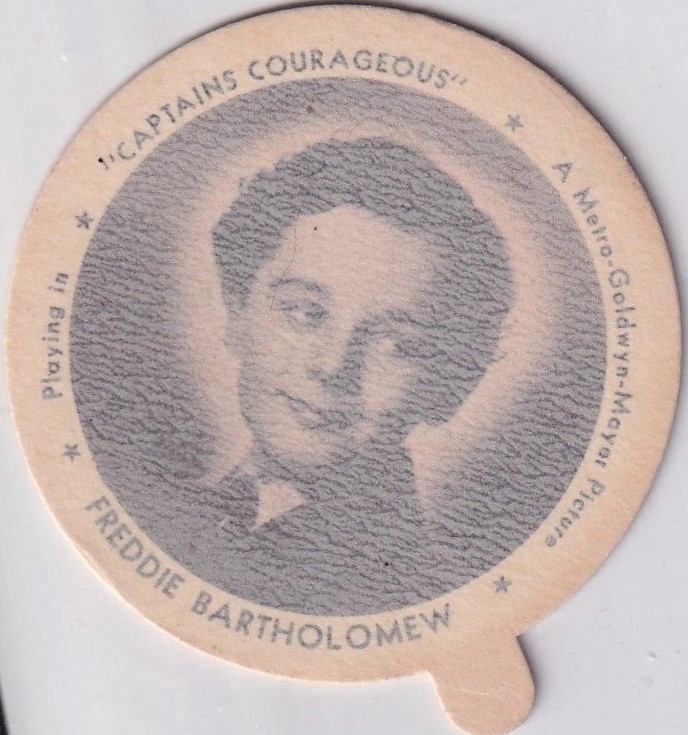 FREDDIE BARTHOLOMEW
Playing in
"CAPTAINS COURAGEOUS"
A Metro-Goldwyn-Mayer Picture